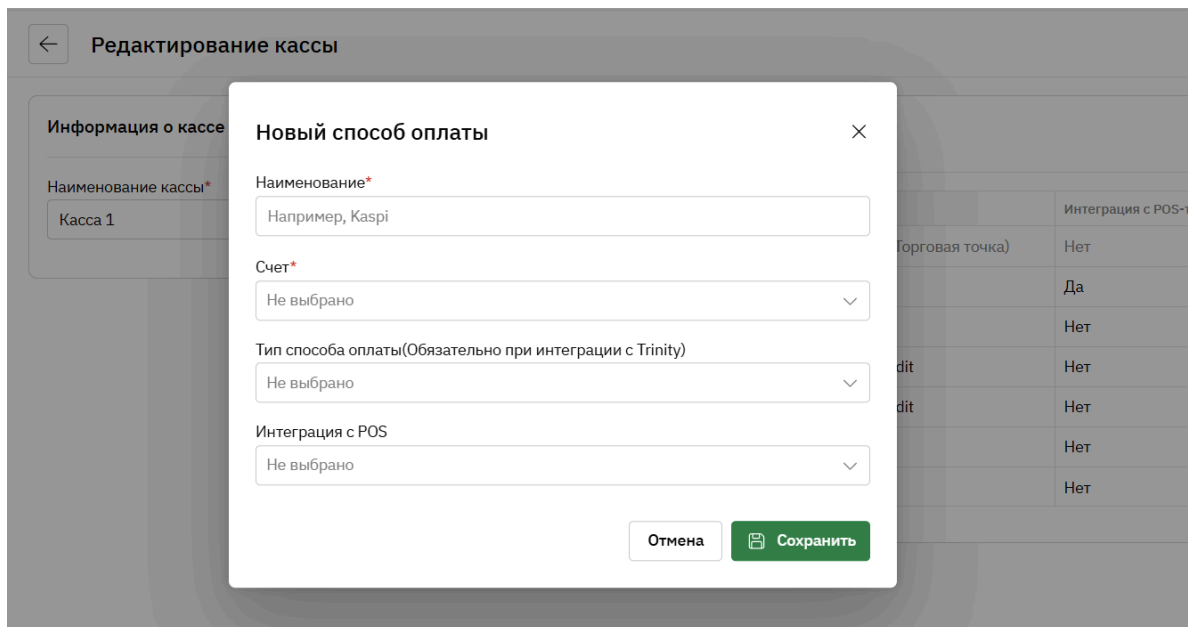 Редактирование кассы
Информация о кассе
Наименование кассы*
Касса 1
Новый способ оплаты
Наименование*
Например, Kaspi
Счет*
Не выбрано
Тип способа оплаты(Обязательно при интеграции с Trinity)
Не выбрано
Интеграция с POS
Не выбрано
Отмена
Сохранить
Интеграция с POS-
Торговая точка) Нет
Да
Нет
dit Нет
dit Нет
Нет
Нет